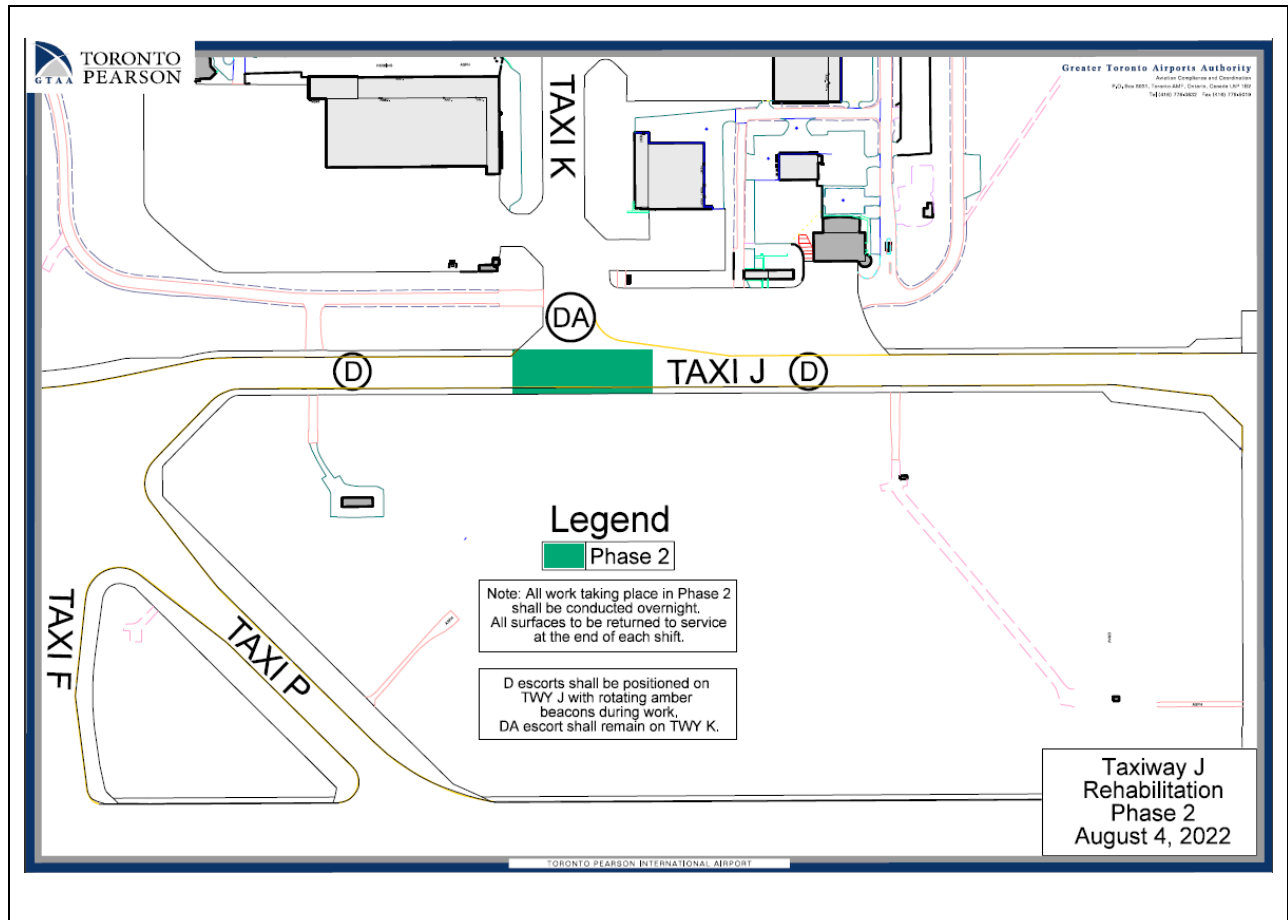 GTAA
TORONTO
PEARSON
Greater Toronto Airports Authority
Aviation Compliance and Coordination
TAXI K
DA
D
TAXI J
D
Legend
Phase 2
Note: All work taking place in Phase 2
shall be conducted overnight.
All surfaces to be returned to service
at the end of each shift.
D escorts shall be positioned on
TWY J with rotating amber
beacons during work,
DA escort shall remain on TWY K.
TAXI F
TAXI P
Taxiway J
Rehabilitation
Phase 2
August 4, 2022
TORONTO PEARSON INTERNATIONAL AIRPORT